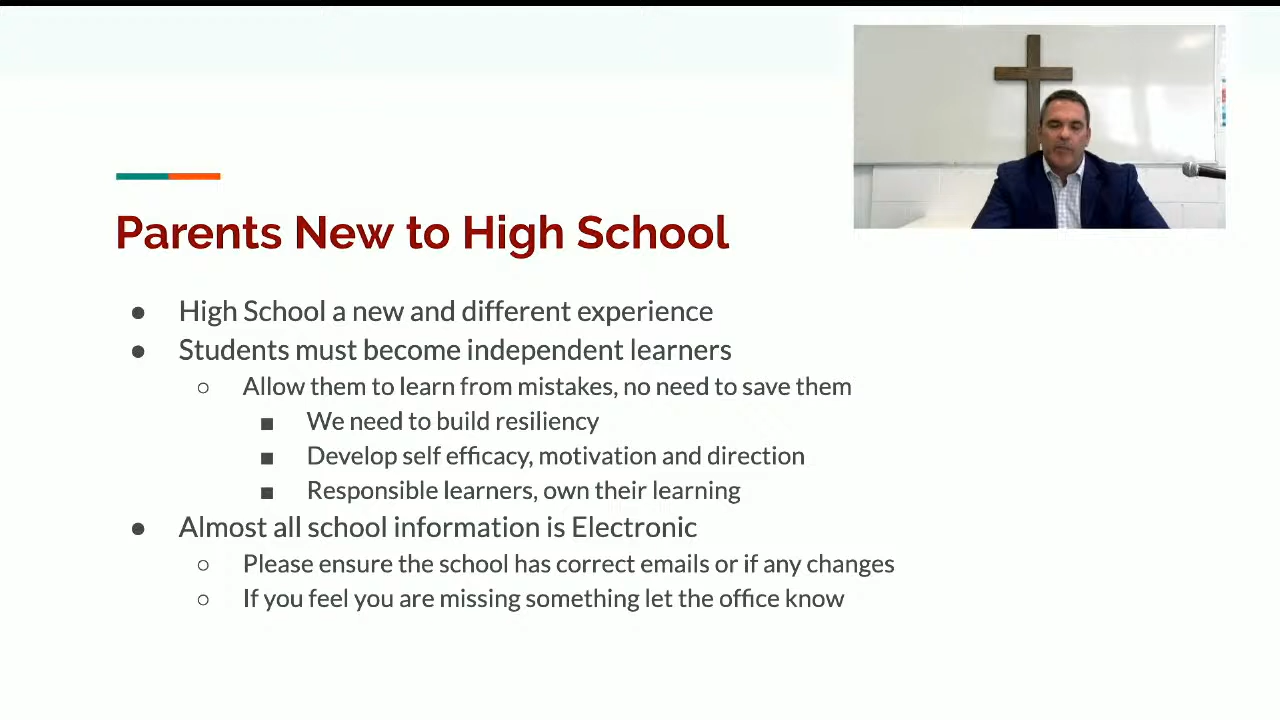 Parents New to High School
● High School a new and different experience
● Students must become independent learners
○ Allow them to learn from mistakes, no need to save them
■ We need to build resiliency
■ Develop self efficacy, motivation and direction
■ Responsible learners, own their learning
● Almost all school information is Electronic
○ Please ensure the school has correct emails or if any changes
○ If you feel you are missing something let the office know